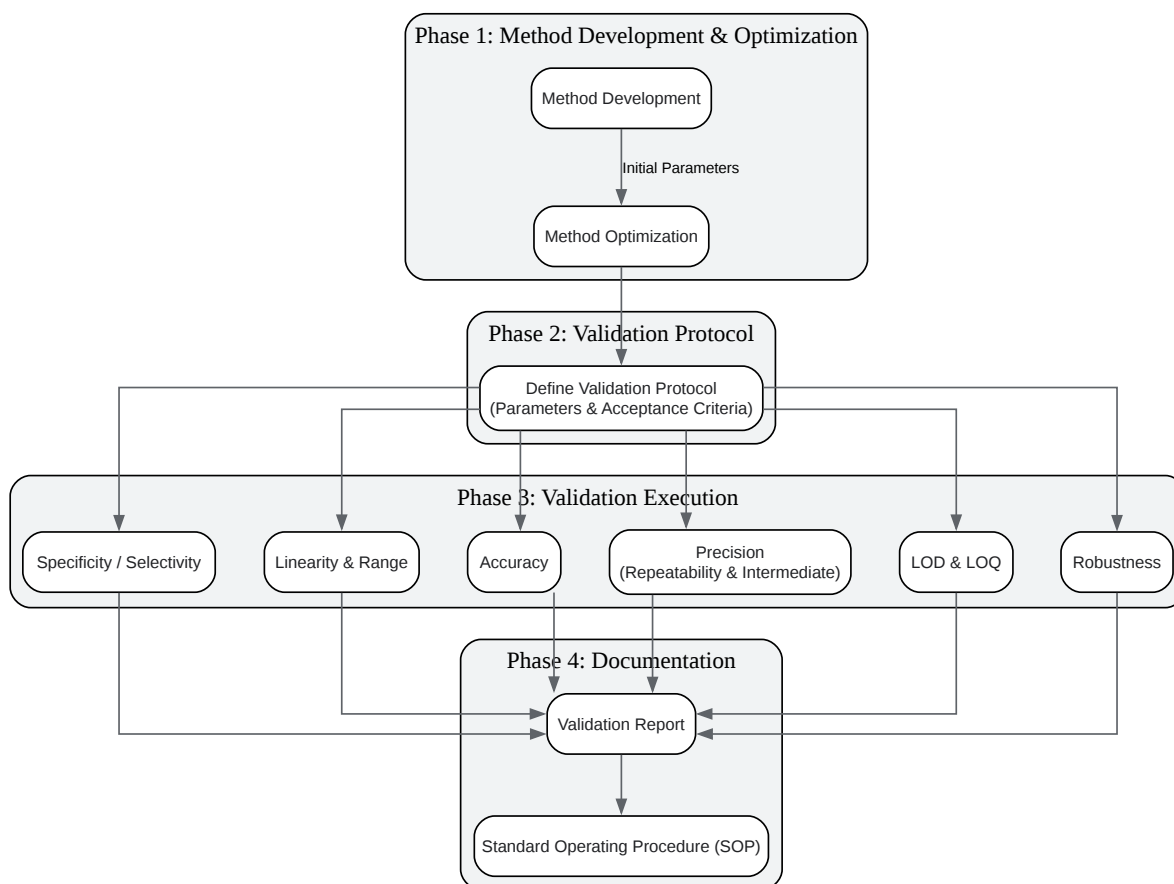 Phase 1: Method Development & Optimization
Method Development
Initial Parameters
Method Optimization
Phase 2: Validation Protocol
Define Validation Protocol
(Parameters & Acceptance Criteria)
Phase 3: Validation Execution
Specificity / Selectivity
Linearity & Range
Accuracy
Precision
(Repeatability & Intermediate)
LOD & LOQ
Robustness
Phase 4: Documentation
Validation Report
Standard Operating Procedure (SOP)